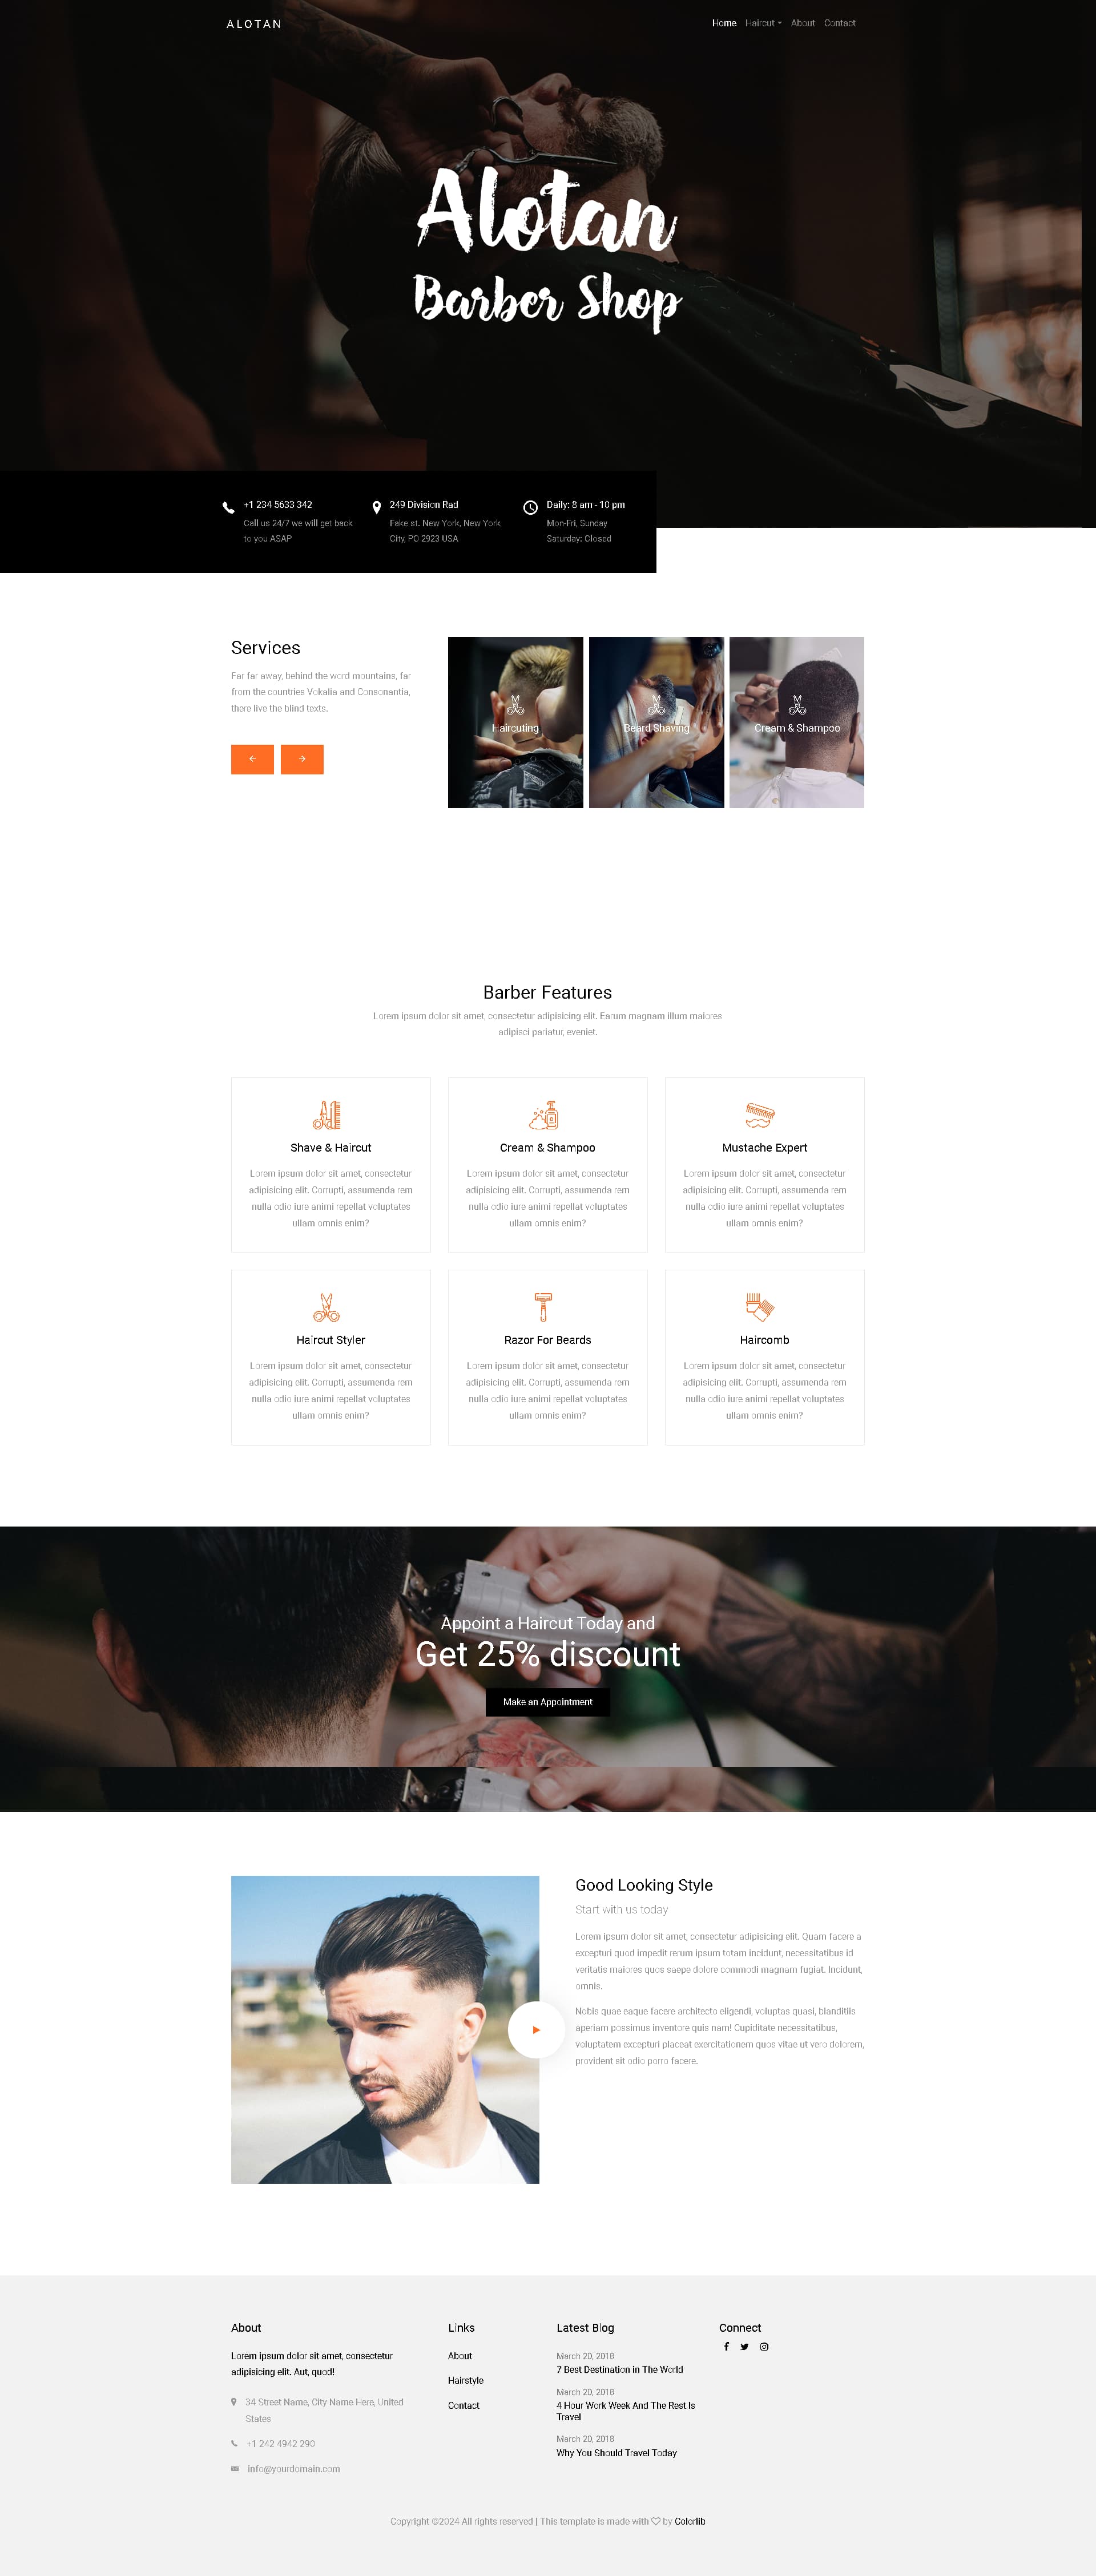 ALOTAN
Home Haircut About Contact
Alotan
Barber Shop
+1 234 5633 342
Call us 24/7 we will get back
to you ASAP
249 Division Rad
Fake st. New York, New York
City, PO 2923 USA
Daily: 8 am - 10 pm
Mon-Fri, Sunday
Saturday: Closed
Services
Far far away, behind the word mountains, far
from the countries Vokalia and Consonantia,
there live the blind texts.
Haircuting
Beard Shaving
Cream & Shampoo
Barber Features
Lorem ipsum dolor sit amet, consectetur adipisicing elit. Earum magnam illum maiores
adipisci pariatur, eveniet.
Shave & Haircut
Lorem ipsum dolor sit amet, consectetur
adipisicing elit. Corrupti, assumenda rem
nulla odio iure animi repellat voluptates
ullam omnis enim?
Cream & Shampoo
Lorem ipsum dolor sit amet, consectetur
adipisicing elit. Corrupti, assumenda rem
nulla odio iure animi repellat voluptates
ullam omnis enim?
Mustache Expert
Lorem ipsum dolor sit amet, consectetur
adipisicing elit. Corrupti, assumenda rem
nulla odio iure animi repellat voluptates
ullam omnis enim?
Haircut Styler
Lorem ipsum dolor sit amet, consectetur
adipisicing elit. Corrupti, assumenda rem
nulla odio iure animi repellat voluptates
ullam omnis enim?
Razor For Beards
Lorem ipsum dolor sit amet, consectetur
adipisicing elit. Corrupti, assumenda rem
nulla odio iure animi repellat voluptates
ullam omnis enim?
Haircomb
Lorem ipsum dolor sit amet, consectetur
adipisicing elit. Corrupti, assumenda rem
nulla odio iure animi repellat voluptates
ullam omnis enim?
Appoint a Haircut Today and
Get 25% discount
Make an Appointment
Good Looking Style
Start with us today
Lorem ipsum dolor sit amet, consectetur adipisicing elit. Quam facere a
excepturi quod impedit rerum ipsum totam incidunt, necessitatibus id
veritatis maiores quos saepe dolore commodi magnam fugiat. Incidunt,
omnis.
Nobis quae eaque facere architecto eligendi, voluptas quasi, blanditiis
aperiam possimus inventore quis nam! Cupiditate necessitatibus,
voluptatem excepturi placeat exercitationem quos vitae ut vero dolorem,
provident sit odio porro facere.
About
Lorem ipsum dolor sit amet, consectetur
adipisicing elit. Aut, quod!
34 Street Name, City Name Here, United
States
+1 242 4942 290
info@yourdomain.com
Links
About
Hairstyle
Contact
Latest Blog
March 20, 2018
7 Best Destination in The World
March 20, 2018
4 Hour Work Week And The Rest Is
Travel
March 20, 2018
Why You Should Travel Today
Connect
Copyright ©2024 All rights reserved | This template is made with ♡ by Colorlib